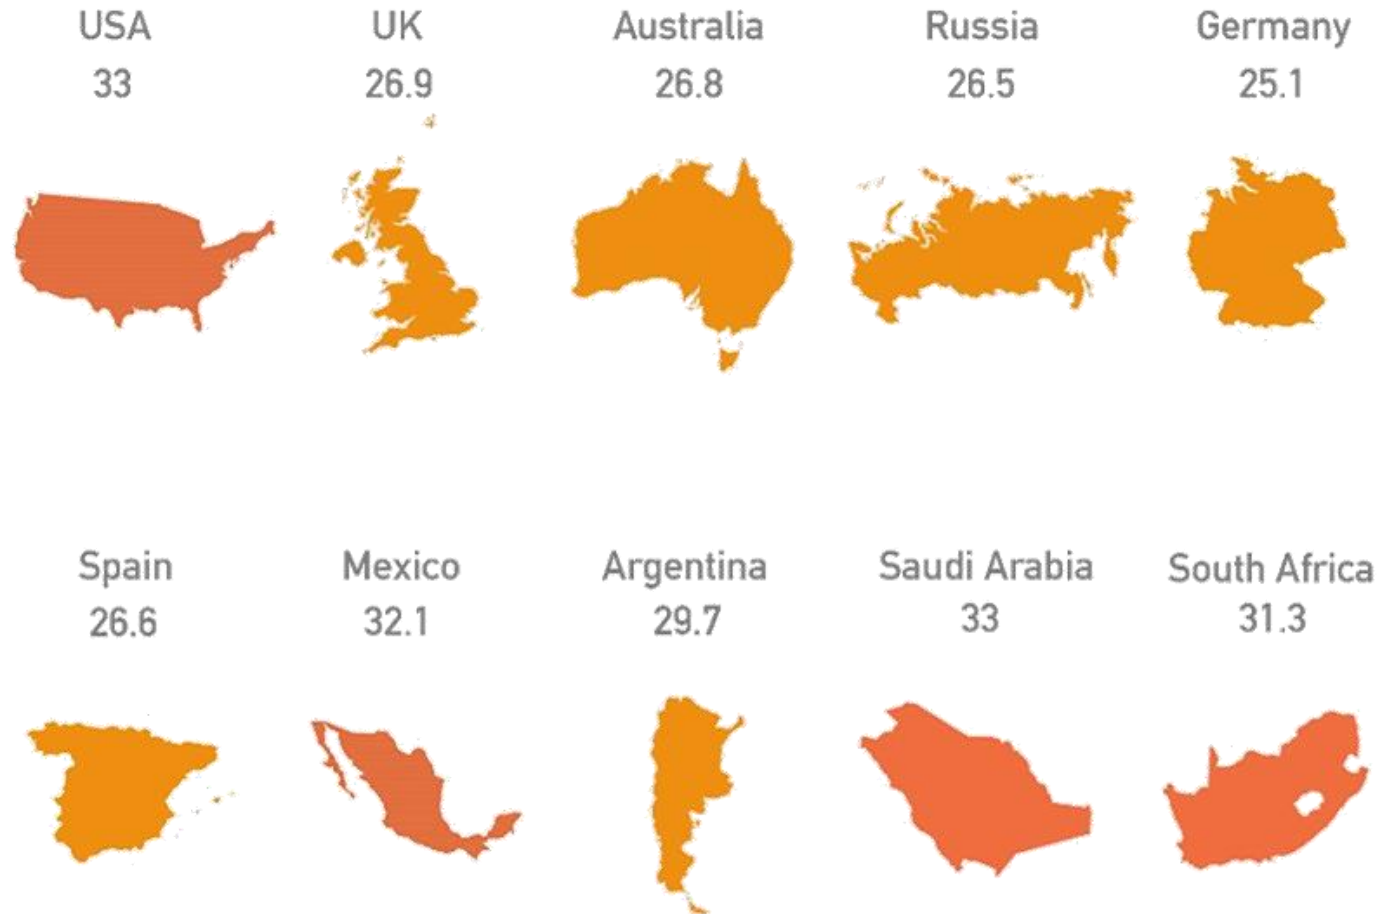 USA UK Australia Russia Germany
33 26.9 26.8 26.5 25.1
Spain Mexico Argentina Saudi Arabia South Africa
26.6 32.1 29.7 33 31.3